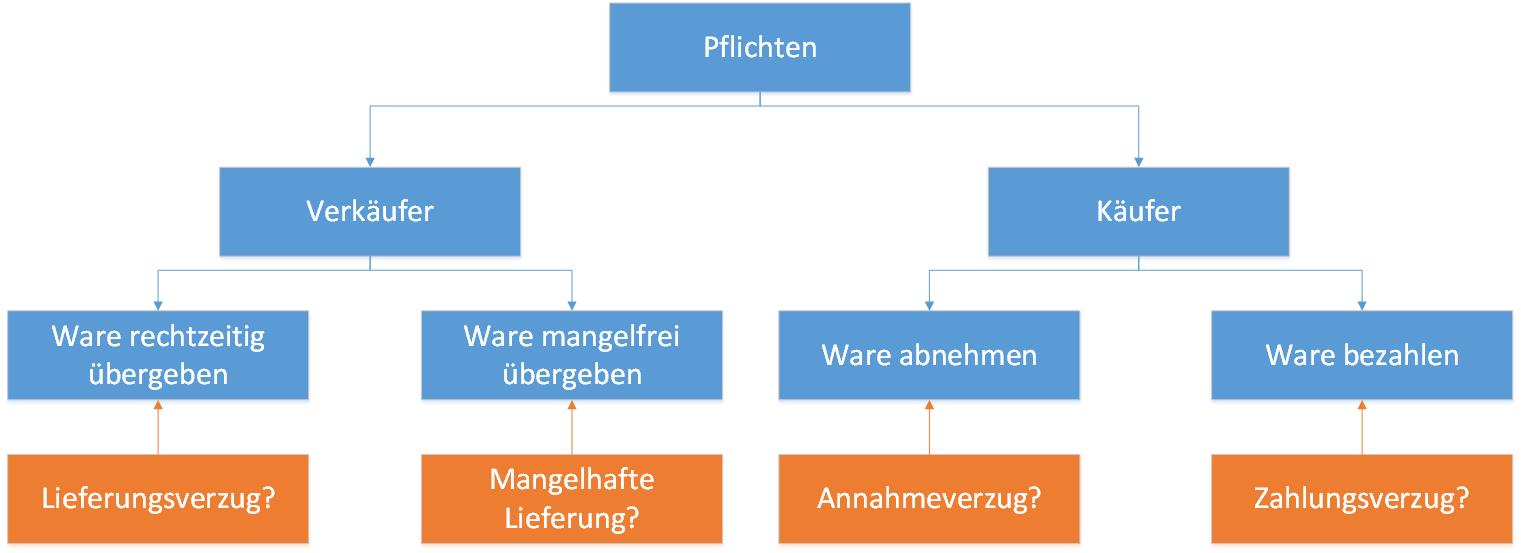 Pflichten
Verkäufer
Käufer
Ware rechtzeitig
übergeben
Ware mangelfrei
übergeben
Ware abnehmen
Ware bezahlen
Lieferungsverzug?
Mangelhafte
Lieferung?
Annahmeverzug?
Zahlungsverzug?